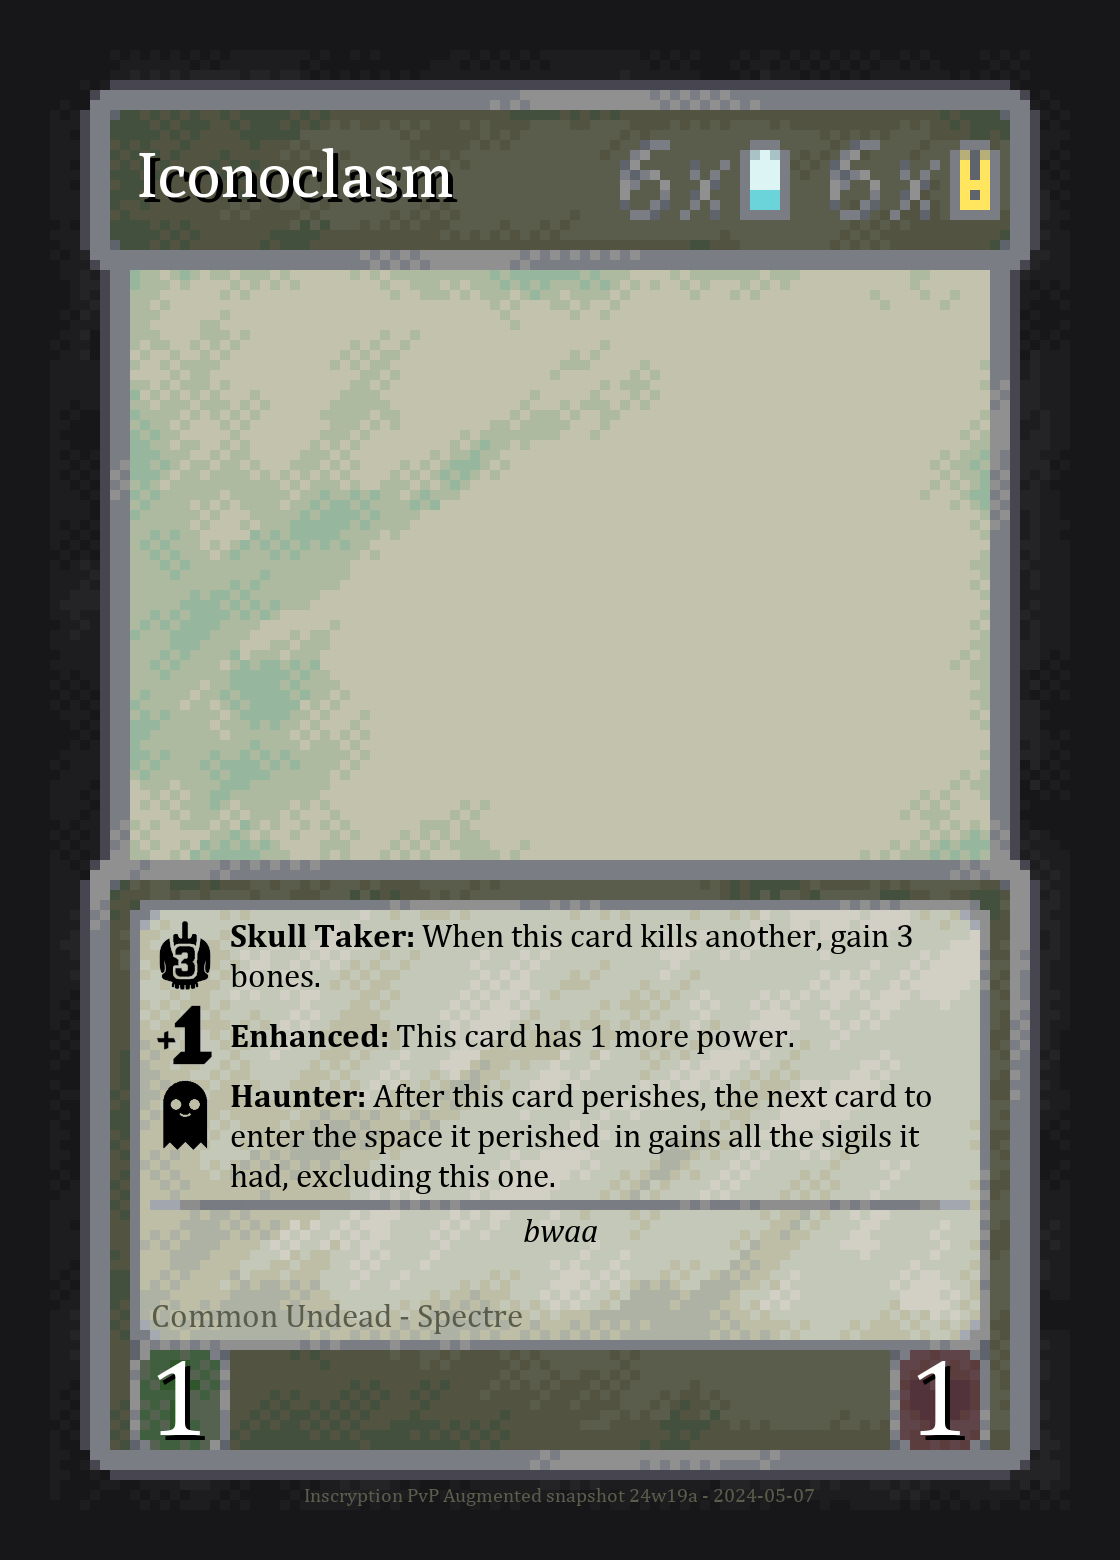 Iconoclasm 6x 6x
Skull Taker: When this card kills another, gain 3
bones.
Enhanced: This card has 1 more power.
Haunter: After this card perishes, the next card to
enter the space it perished  in gains all the sigils it
had, excluding this one.
bwaa
Common Undead - Spectre
1 1
Inscryption PvP Augmented snapshot 24w19a - 2024-05-07